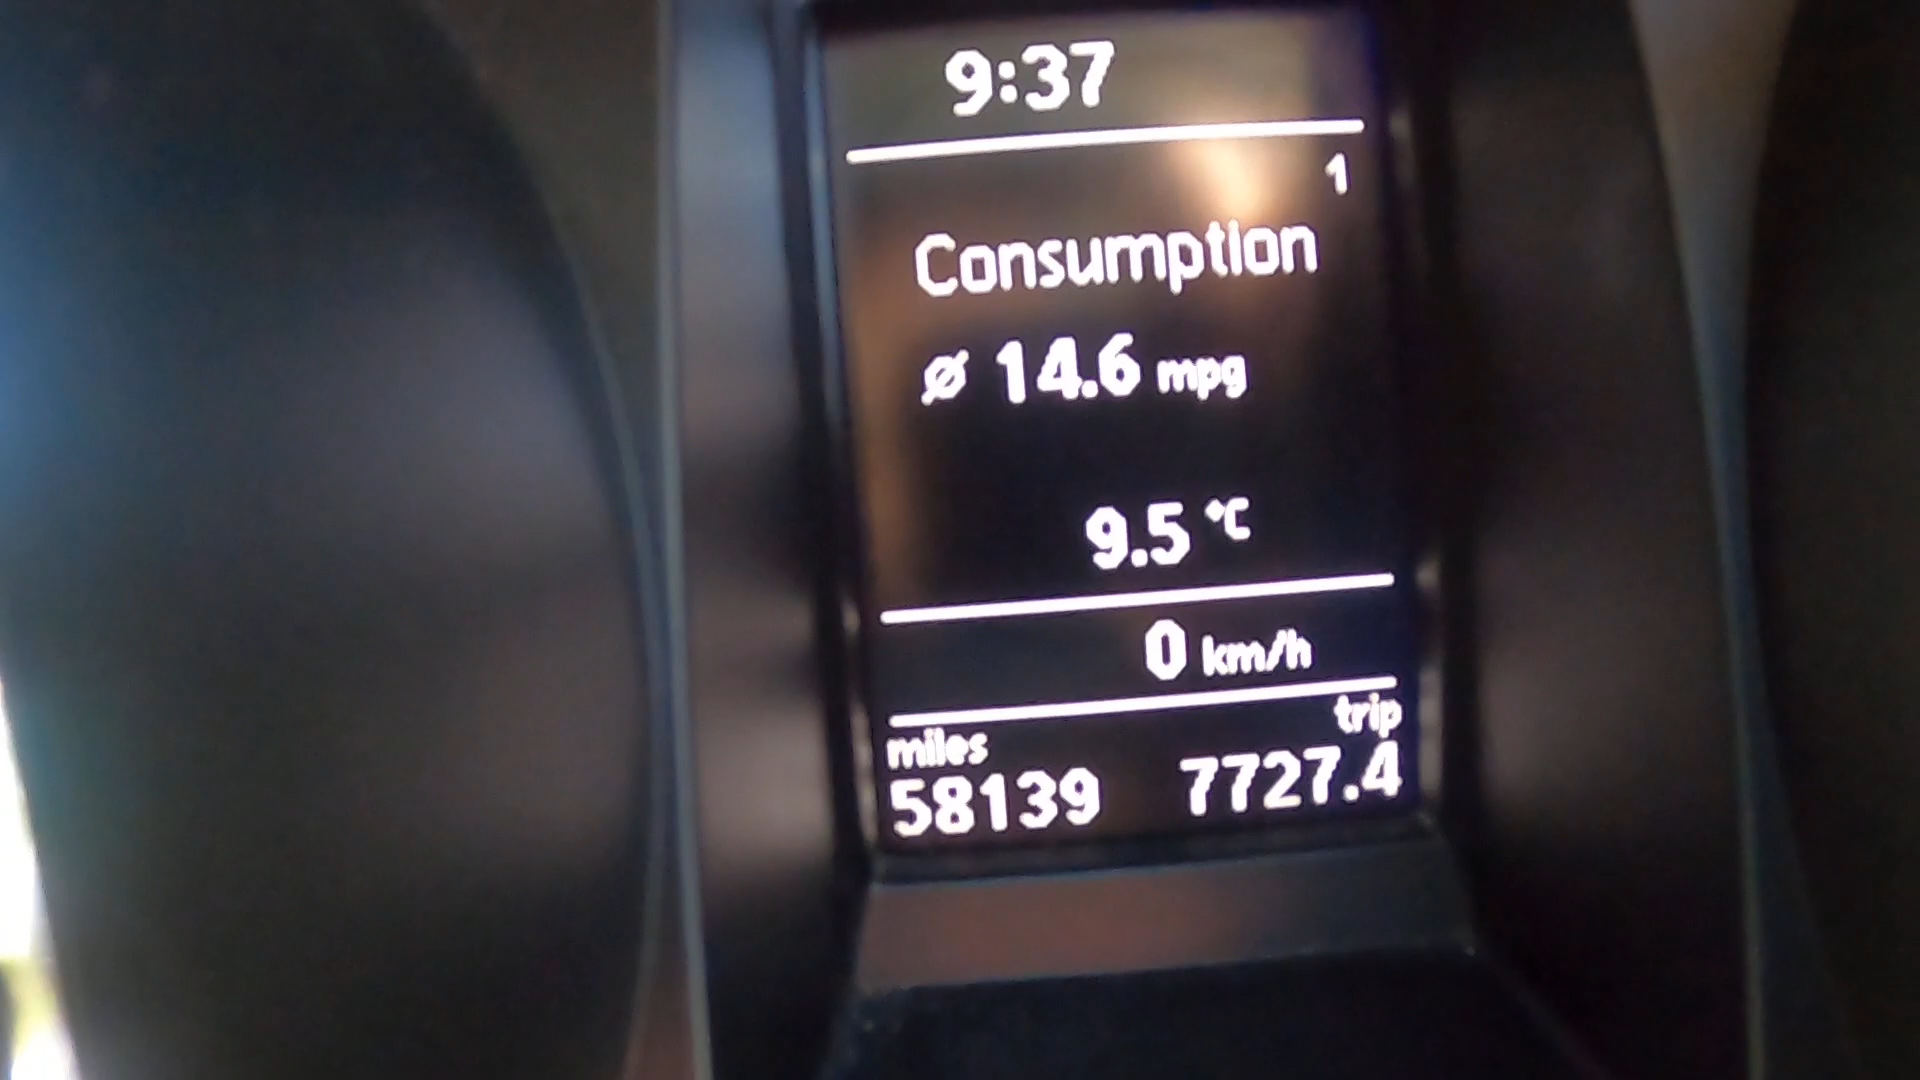 9:37
1
Consumption
ø 14.6 mpg
9.5 °C
0 km/h
miles trip
58139 7727.4